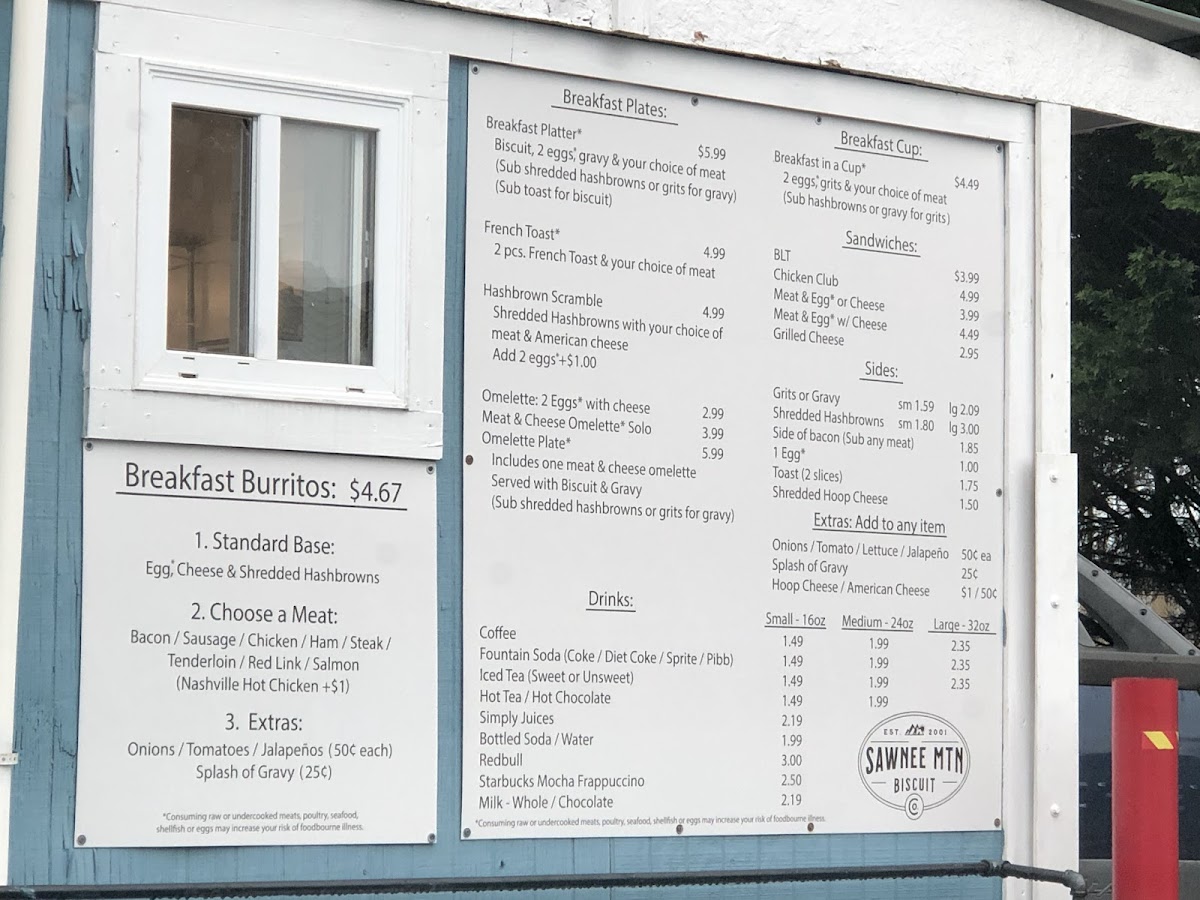 Breakfast Burritos: $4.67
1. Standard Base:
Egg,* Cheese & Shredded Hashbrowns
2. Choose a Meat:
Bacon / Sausage / Chicken / Ham / Steak /
Tenderloin / Red Link / Salmon
(Nashville Hot Chicken +$1)
3. Extras:
Onions / Tomatoes / Jalapeños (50¢ each)
Splash of Gravy (25¢)
*Consuming raw or undercooked meats, poultry, seafood,
shellfish or eggs may increase your risk of foodbourne illness.
Breakfast Plates:
Breakfast Platter* $5.99
Biscuit, 2 eggs,* gravy & your choice of meat
(Sub shredded hashbrowns or grits for gravy)
(Sub toast for biscuit)
French Toast* 4.99
2 pcs. French Toast & your choice of meat
Hashbrown Scramble 4.99
Shredded Hashbrowns with your choice of
meat & American cheese
Add 2 eggs*+$1.00
Omelette: 2 Eggs* with cheese 2.99
Meat & Cheese Omelette* Solo 3.99
Omelette Plate* 5.99
Includes one meat & cheese omelette
Served with Biscuit & Gravy
(Sub shredded hashbrowns or grits for gravy)
Breakfast Cup:
Breakfast in a Cup* $4.49
2 eggs,* grits & your choice of meat
(Sub hashbrowns or gravy for grits)
Sandwiches:
BLT $3.99
Chicken Club 4.99
Meat & Egg* or Cheese 3.99
Meat & Egg* w/ Cheese 4.49
Grilled Cheese 2.95
Sides:
Grits or Gravy sm 1.59 lg 2.09
Shredded Hashbrowns sm 1.80 lg 3.00
Side of bacon (Sub any meat) 1.85
1 Egg* 1.00
Toast (2 slices) 1.75
Shredded Hoop Cheese 1.50
Extras: Add to any item
Onions / Tomato / Lettuce / Jalapeño 50¢ ea
Splash of Gravy 25¢
Hoop Cheese / American Cheese $1 / 50¢
Drinks: Small - 16oz Medium - 24oz Large - 32oz
Coffee 1.49 1.99 2.35
Fountain Soda (Coke / Diet Coke / Sprite / Pibb) 1.49 1.99 2.35
Iced Tea (Sweet or Unsweet) 1.49 1.99 2.35
Hot Tea / Hot Chocolate 1.49 1.99
Simply Juices 2.19
Bottled Soda / Water 1.99
Redbull 3.00
Starbucks Mocha Frappuccino 2.50
Milk - Whole / Chocolate 2.19
*Consuming raw or undercooked meats, poultry, seafood, shellfish or eggs may increase your risk of foodbourne illness.
EST. 2001
SAWNEE MTN
BISCUIT
CO.